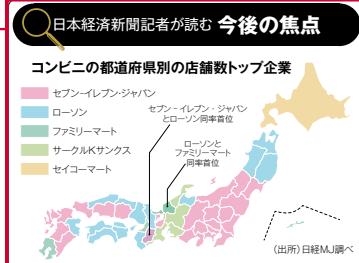 日本経済新聞記者が読む 今後の焦点
コンビニの都道府県別の店舗数トップ企業
セブン-イレブン・ジャパン
ローソン
ファミリーマート
サークルKサンクス
セイコーマート
セブン-イレブン・ジャパン
とローソン同率首位
ローソンと
ファミリーマート
同率首位
(出所)日経MJ調べ